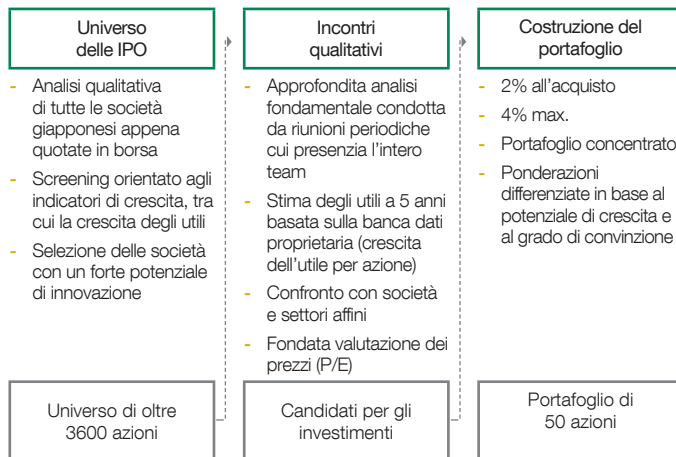 Universo
delle IPO
- Analisi qualitativa
di tutte le società
giapponesi appena
quotate in borsa
- Screening orientato agli
indicatori di crescita, tra
cui la crescita degli utili
- Selezione delle società
con un forte potenziale
di innovazione
Universo di oltre
3600 azioni
Incontri
qualitativi
- Approfondita analisi
fondamentale condotta
da riunioni periodiche
cui presenzia l'intero
team
- Stima degli utili a 5 anni
basata sulla banca dati
proprietaria (crescita
dell'utile per azione)
- Confronto con società
e settori affini
- Fondata valutazione dei
prezzi (P/E)
Candidati per gli
investimenti
Costruzione del
portafoglio
- 2% all'acquisto
- 4% max.
- Portafoglio concentrato
- Ponderazioni
differenziate in base al
potenziale di crescita e
al grado di convinzione
Portafoglio di
50 azioni